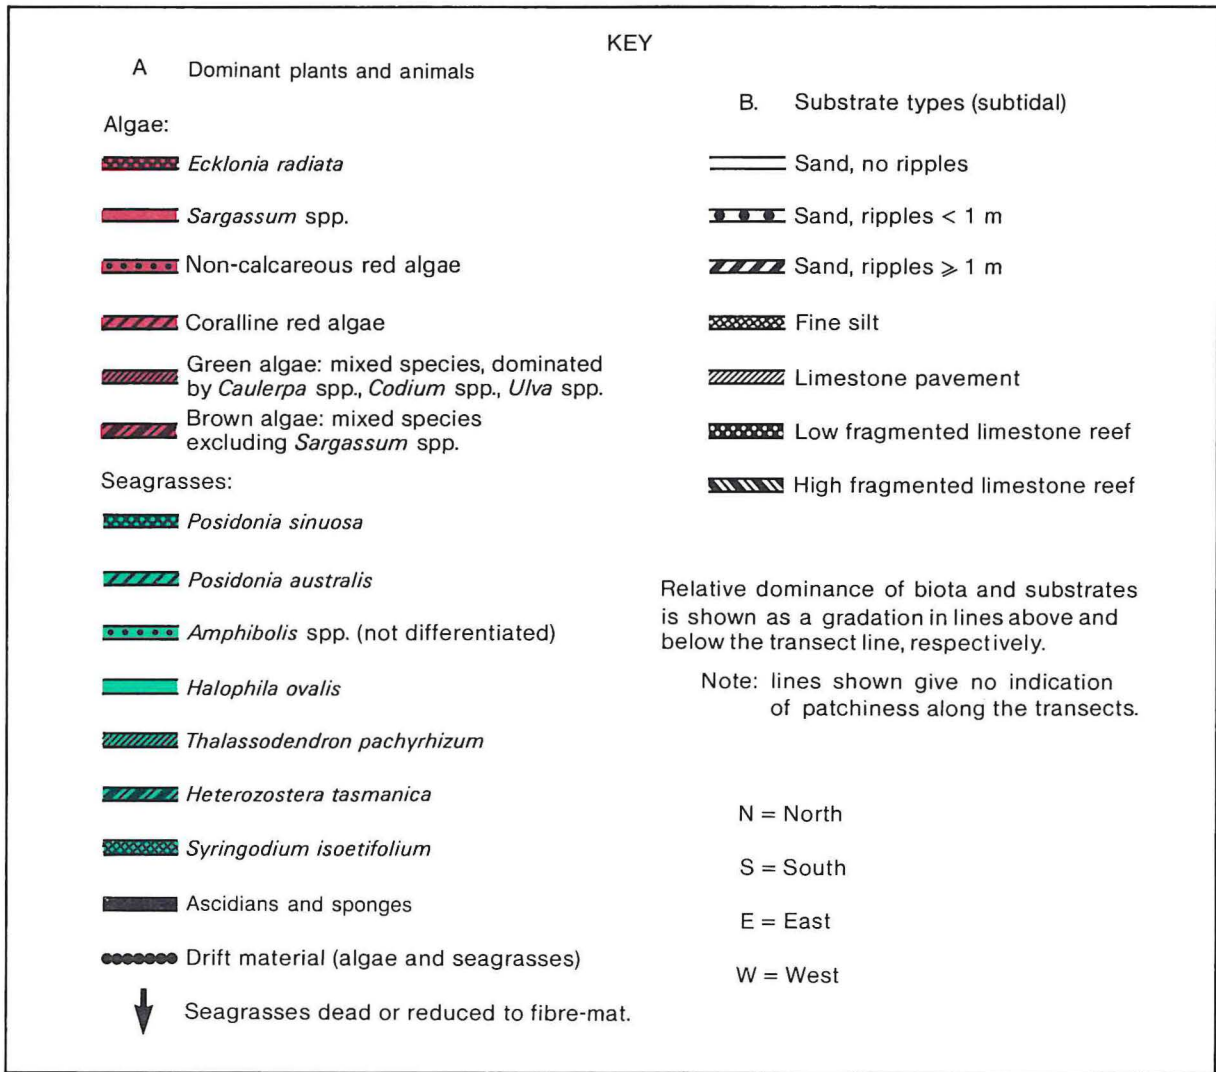 KEY
A Dominant plants and animals
Algae:
Ecklonia radiata
Sargassum spp.
Non-calcareous red algae
Coralline red algae
Green algae: mixed species, dominated
by Caulerpa spp., Codium spp., Ulva spp.
Brown algae: mixed species
excluding Sargassum spp.
Seagrasses:
Posidonia sinuosa
Posidonia australis
Amphibolis spp. (not differentiated)
Halophila ovalis
Thalassodendron pachyrhizum
Heterozostera tasmanica
Syringodium isoetifolium
Ascidians and sponges
Drift material (algae and seagrasses)
Seagrasses dead or reduced to fibre-mat.
B. Substrate types (subtidal)
Sand, no ripples
Sand, ripples < 1 m
Sand, ripples ⩾ 1 m
Fine silt
Limestone pavement
Low fragmented limestone reef
High fragmented limestone reef
Relative dominance of biota and substrates
is shown as a gradation in lines above and
below the transect line, respectively.
Note: lines shown give no indication
of patchiness along the transects.
N = North
S = South
E = East
W = West